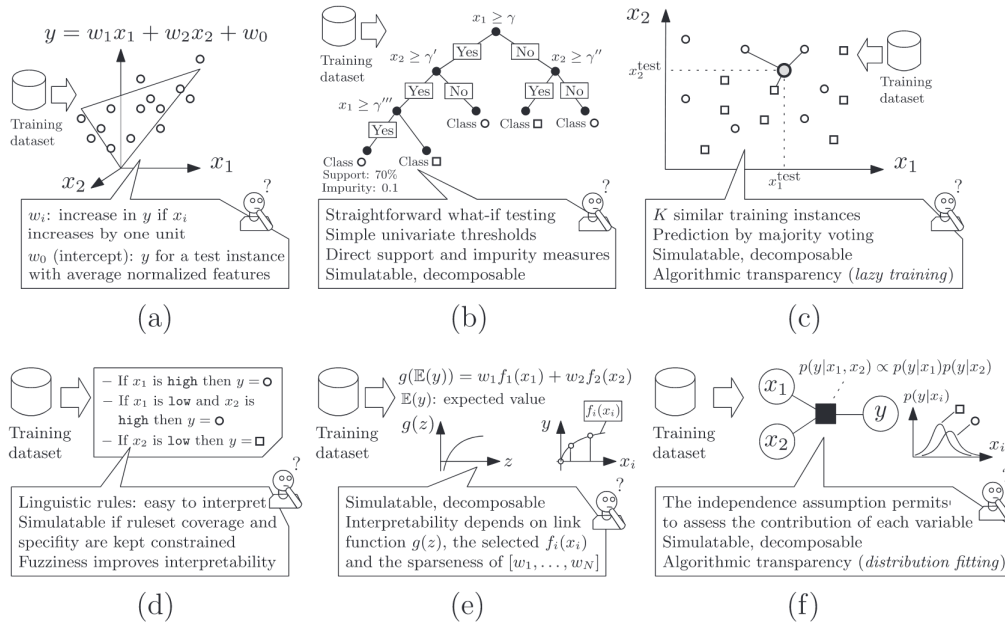 y = w₁x₁ + w₂x₂ + w₀
Training
dataset
x₂
x₁
?
wᵢ: increase in y if xᵢ
increases by one unit
w₀ (intercept): y for a test instance
with average normalized features
(a)
Training
dataset
x₁ ≥ γ
Yes
No
x₂ ≥ γ′
x₂ ≥ γ″
Yes
No
Yes
No
x₁ ≥ γ‴
Class
Class
Class
Yes
Class
Class
Support: 70%
Impurity: 0.1
?
Straightforward what-if testing
Simple univariate thresholds
Direct support and impurity measures
Simulatable, decomposable
(b)
x₂
x₂ᵗᵉˢᵗ
Training
dataset
x₁
x₁ᵗᵉˢᵗ
?
K similar training instances
Prediction by majority voting
Simulatable, decomposable
Algorithmic transparency (lazy training)
(c)
Training
dataset
– If x₁ is high then y =
– If x₁ is low and x₂ is
high then y =
– If x₂ is low then y =
?
Linguistic rules: easy to interpret
Simulatable if ruleset coverage and
specifity are kept constrained
Fuzziness improves interpretability
(d)
Training
dataset
g(𝔼(y)) = w₁f₁(x₁) + w₂f₂(x₂)
𝔼(y): expected value
g(z)
z
y
fᵢ(xᵢ)
xᵢ
?
Simulatable, decomposable
Interpretability depends on link
function g(z), the selected fᵢ(xᵢ)
and the sparseness of [w₁, . . . , w_N]
(e)
Training
dataset
p(y|x₁, x₂) ∝ p(y|x₁)p(y|x₂)
x₁
x₂
y
p(y|xᵢ)
xᵢ
The independence assumption permits
to assess the contribution of each variable
Simulatable, decomposable
Algorithmic transparency (distribution fitting)
(f)